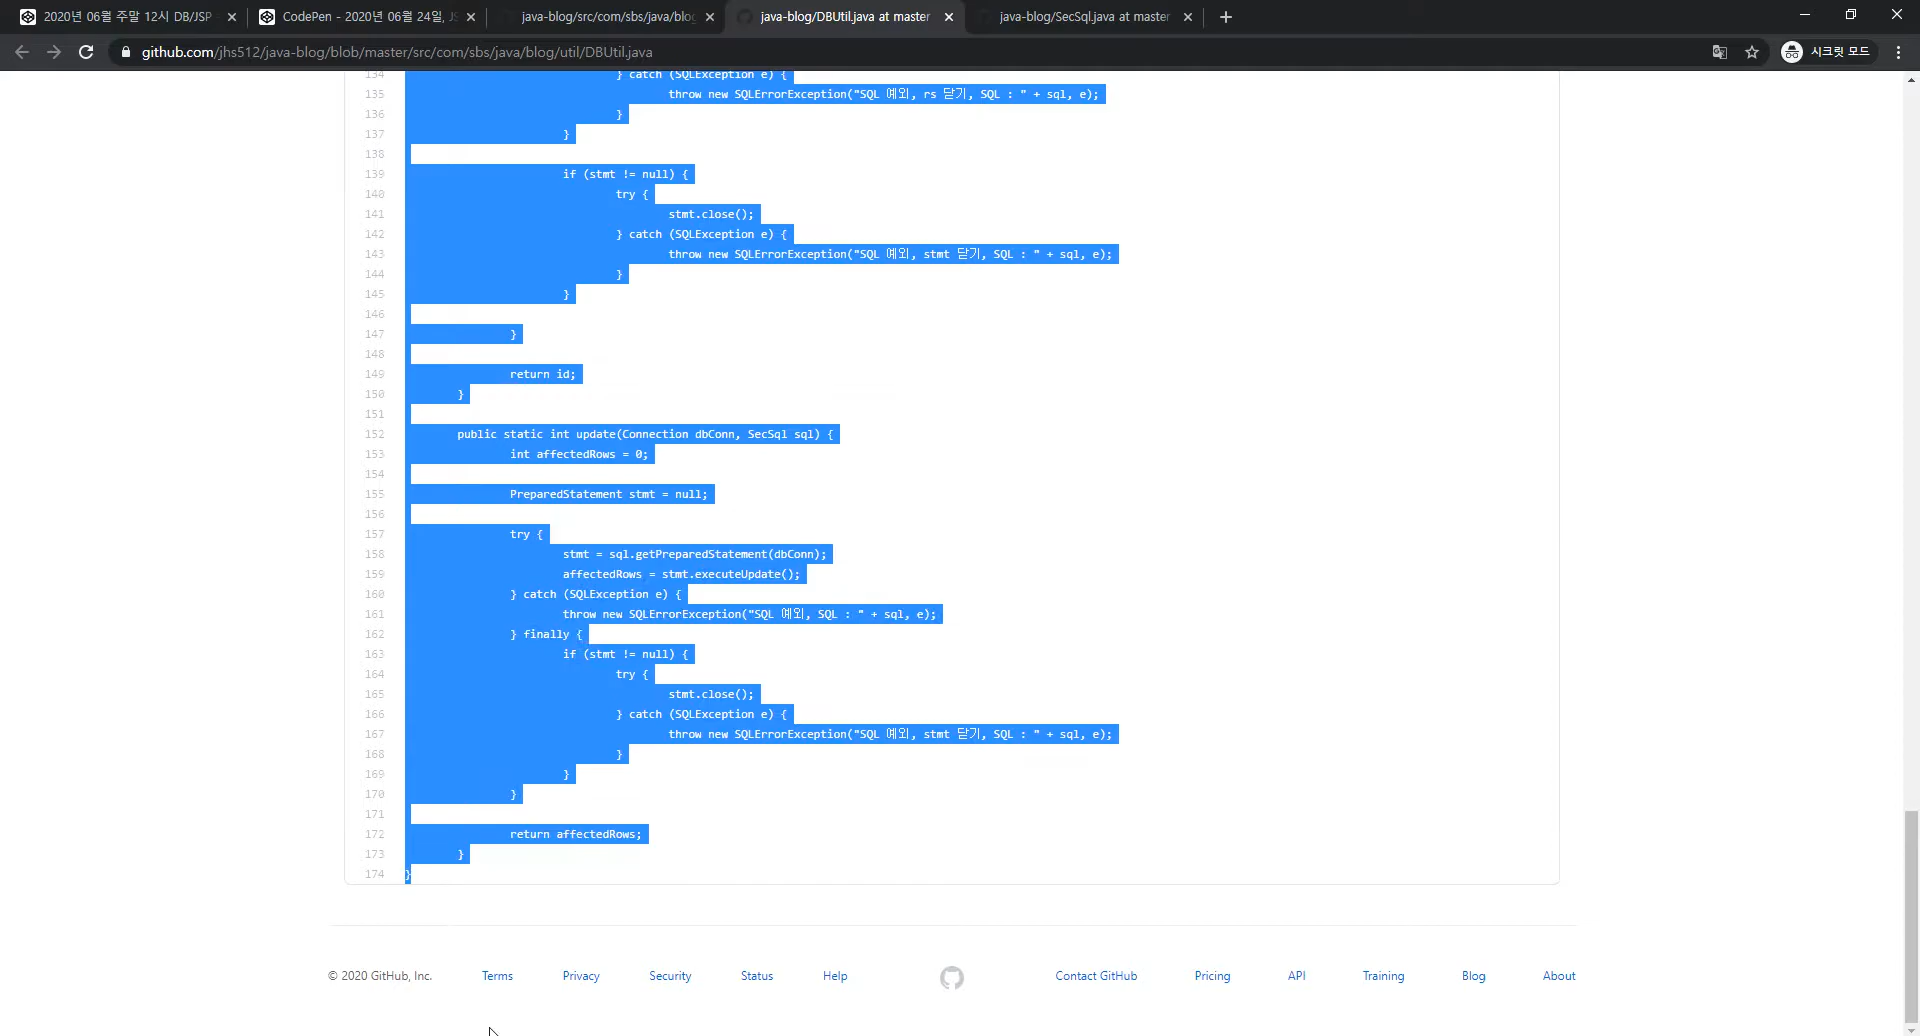 2020년 06월 주말 12시 DB/JSP
CodePen - 2020년 06월 24일, JS
java-blog/src/com/sbs/java/blog
java-blog/DBUtil.java at master
java-blog/SecSql.java at master
github.com/jhs512/java-blog/blob/master/src/com/sbs/java/blog/util/DBUtil.java
시크릿 모드
134 } catch (SQLException e) {
135 throw new SQLErrorException("SQL 예외, rs 닫기, SQL : " + sql, e);
136 }
137 }
138
139 if (stmt != null) {
140 try {
141 stmt.close();
142 } catch (SQLException e) {
143 throw new SQLErrorException("SQL 예외, stmt 닫기, SQL : " + sql, e);
144 }
145 }
146
147 }
148
149 return id;
150 }
151
152 public static int update(Connection dbConn, SecSql sql) {
153 int affectedRows = 0;
154
155 PreparedStatement stmt = null;
156
157 try {
158 stmt = sql.getPreparedStatement(dbConn);
159 affectedRows = stmt.executeUpdate();
160 } catch (SQLException e) {
161 throw new SQLErrorException("SQL 예외, SQL : " + sql, e);
162 } finally {
163 if (stmt != null) {
164 try {
165 stmt.close();
166 } catch (SQLException e) {
167 throw new SQLErrorException("SQL 예외, stmt 닫기, SQL : " + sql, e);
168 }
169 }
170 }
171
172 return affectedRows;
173 }
174 }
© 2020 GitHub, Inc. Terms Privacy Security Status Help Contact GitHub Pricing API Training Blog About